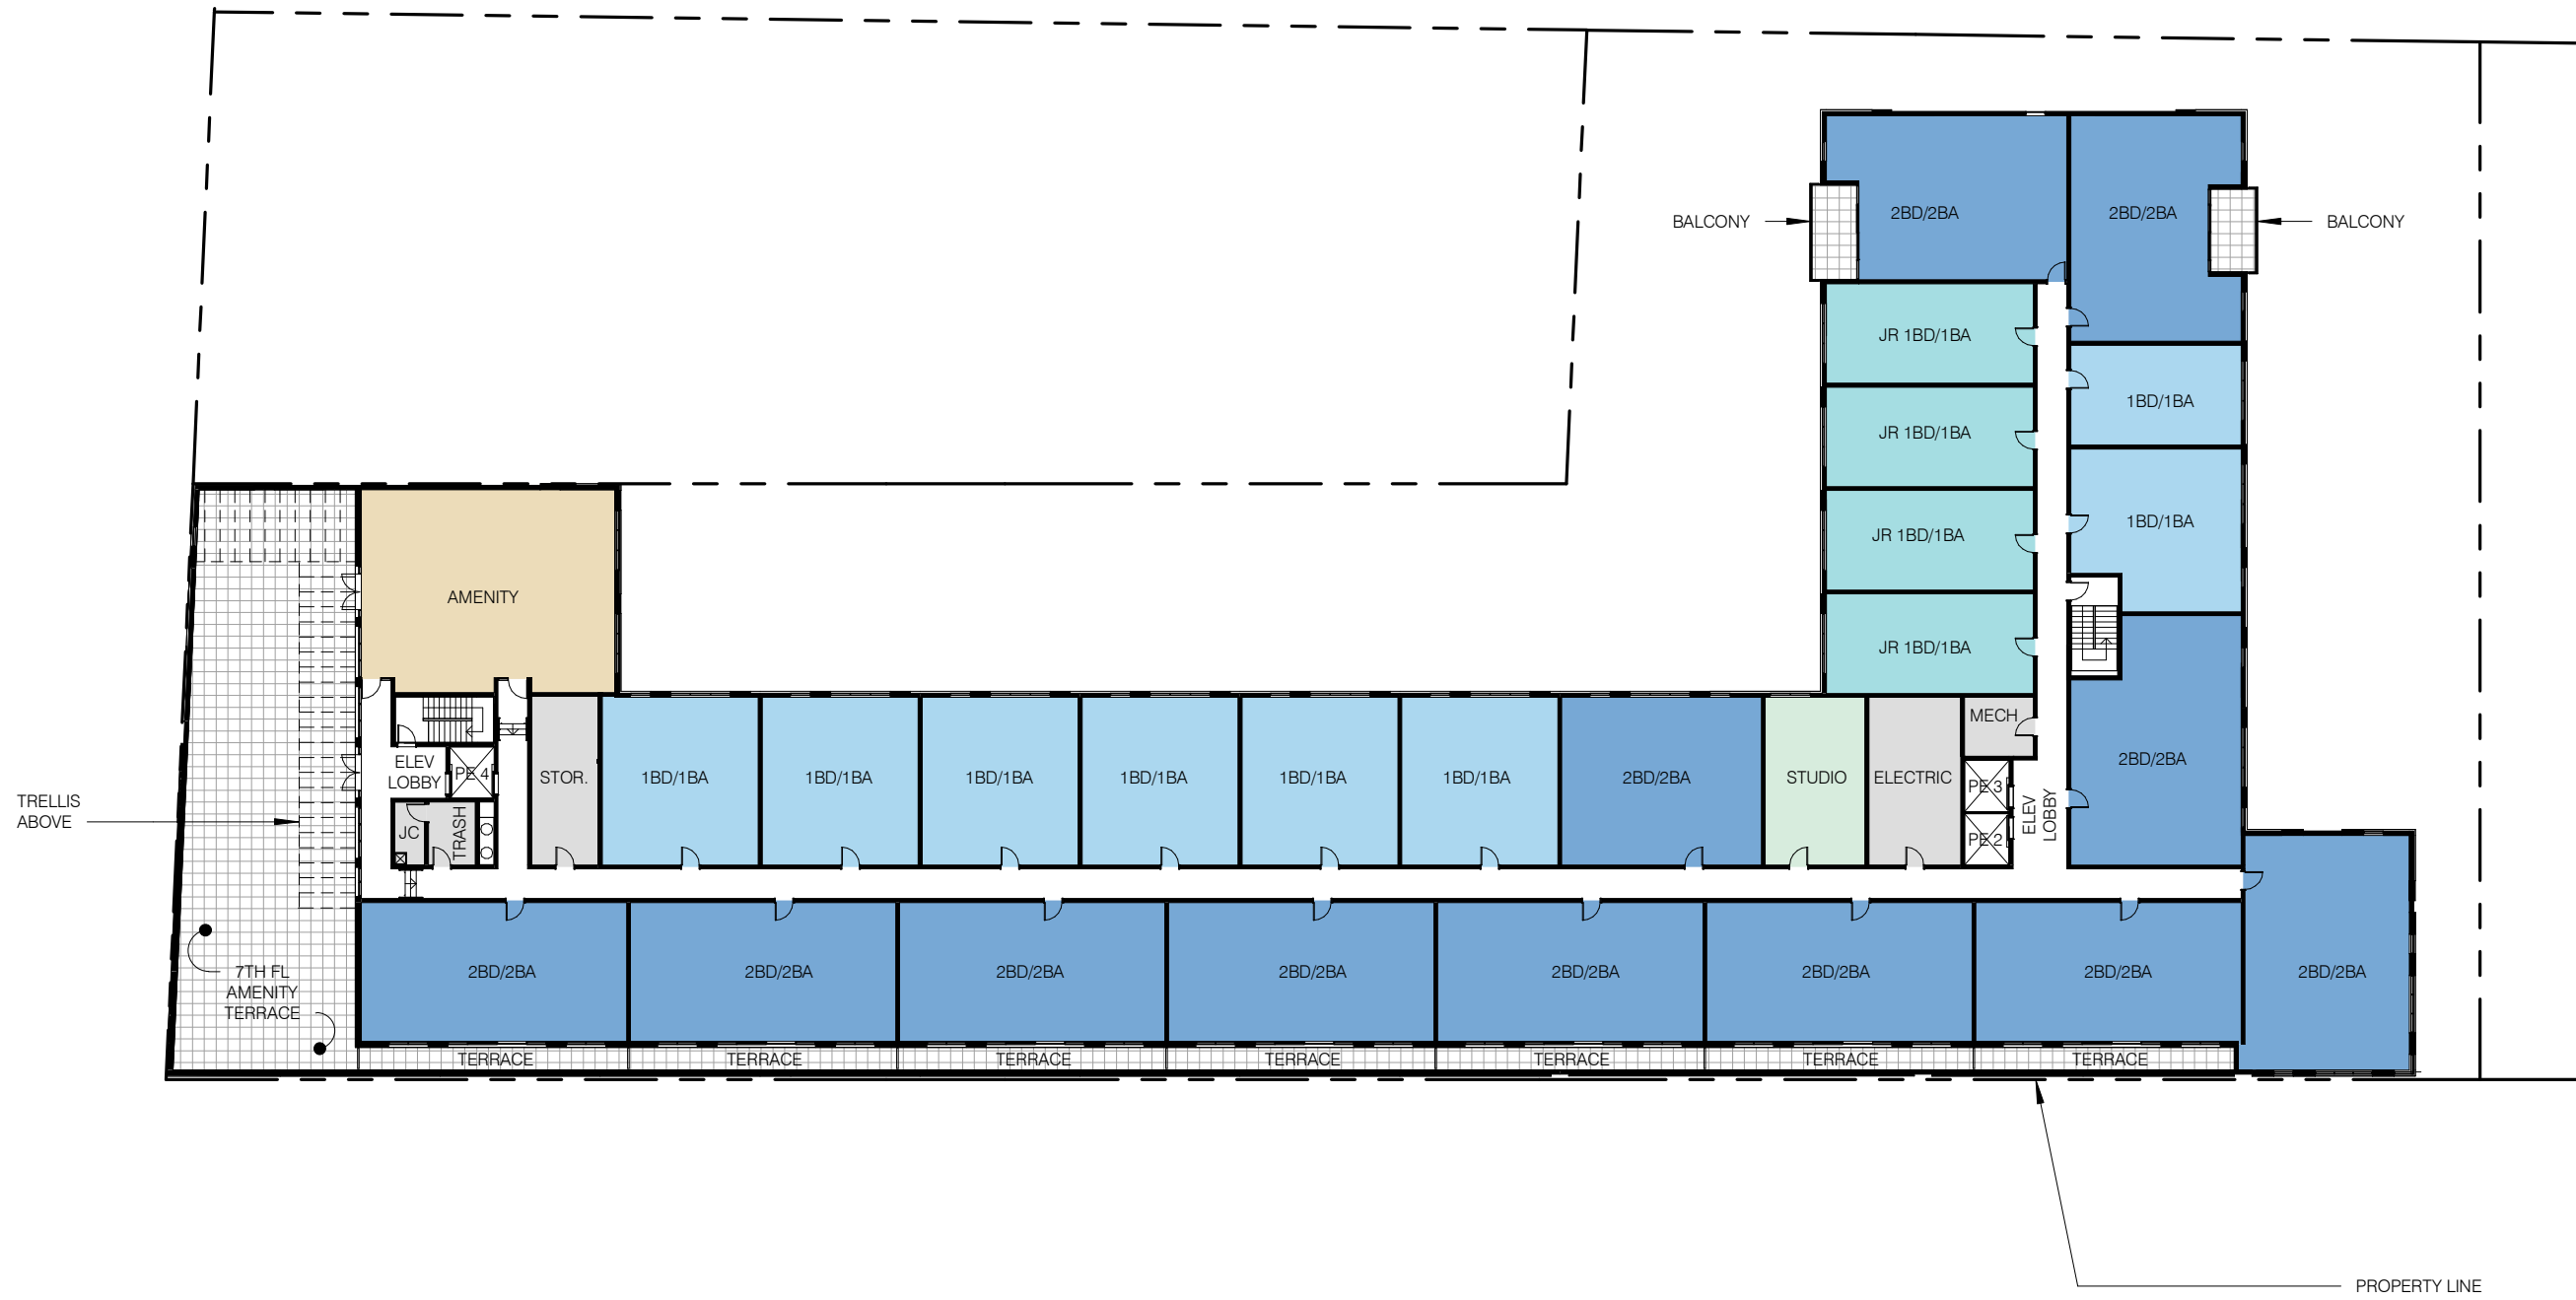 2BD/2BA
2BD/2BA
BALCONY
BALCONY
JR 1BD/1BA
1BD/1BA
JR 1BD/1BA
1BD/1BA
JR 1BD/1BA
AMENITY
JR 1BD/1BA
MECH
2BD/2BA
ELEV
LOBBY
PE 4
STOR.
1BD/1BA
1BD/1BA
1BD/1BA
1BD/1BA
1BD/1BA
1BD/1BA
2BD/2BA
STUDIO
ELECTRIC
PE 3
PE 2
ELEV
LOBBY
TRELLIS
ABOVE
JC
TRASH
7TH FL
AMENITY
TERRACE
2BD/2BA
2BD/2BA
2BD/2BA
2BD/2BA
2BD/2BA
2BD/2BA
2BD/2BA
2BD/2BA
TERRACE
TERRACE
TERRACE
TERRACE
TERRACE
TERRACE
TERRACE
PROPERTY LINE